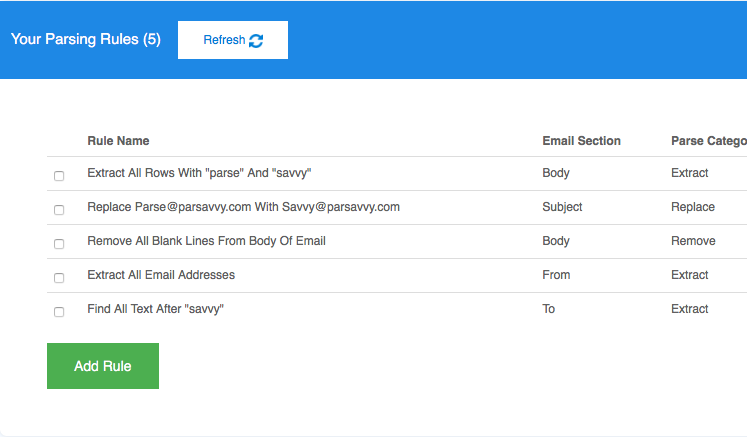 Your Parsing Rules (5) Refresh
Rule Name Email Section Parse Catego
Extract All Rows With "parse" And "savvy" Body Extract
Replace Parse@parsavvy.com With Savvy@parsavvy.com Subject Replace
Remove All Blank Lines From Body Of Email Body Remove
Extract All Email Addresses From Extract
Find All Text After "savvy" To Extract
Add Rule